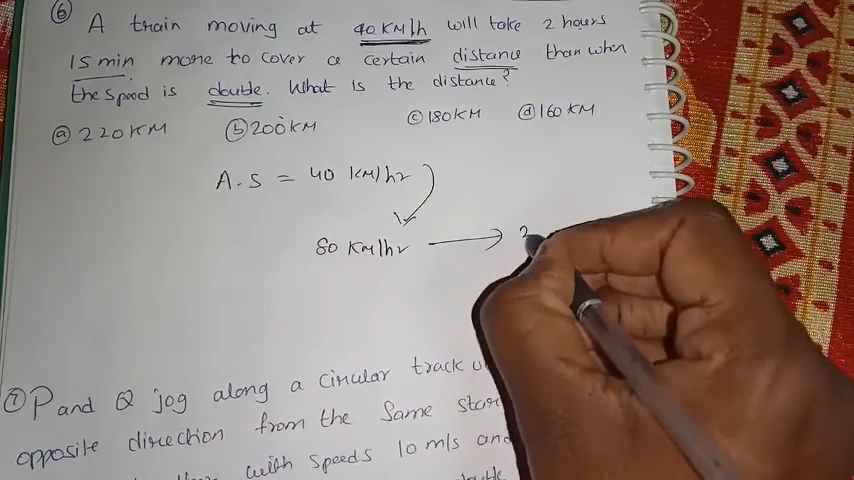 ⑥ A train moving at 40 KM/h will take 2 hours
15 min more to cover a certain distance than when
the speed is double. What is the distance?
ⓐ 220 KM ⓑ 200 KM ⓒ 180 KM ⓓ 160 KM
A.S = 40 KM/hr
80 KM/hr → 2
⑦ P and Q jog along a circular track
opposite direction from the same
with speeds 10 m/s and
double